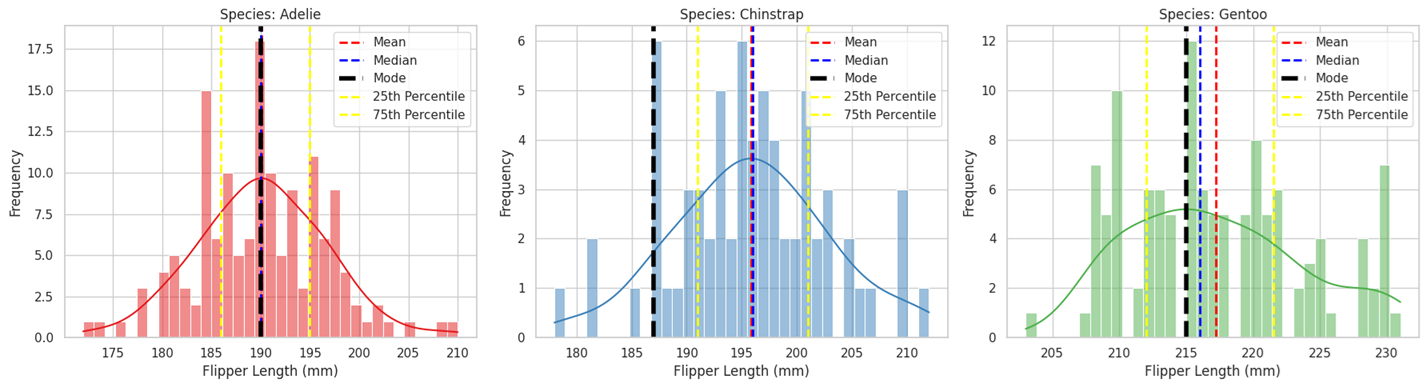 Species: Adelie
Mean
Median
Mode
25th Percentile
75th Percentile
Frequency
17.5
15.0
12.5
10.0
7.5
5.0
2.5
0.0
175 180 185 190 195 200 205 210
Flipper Length (mm)
Species: Chinstrap
Mean
Median
Mode
25th Percentile
75th Percentile
Frequency
6
5
4
3
2
1
0
180 185 190 195 200 205 210
Flipper Length (mm)
Species: Gentoo
Mean
Median
Mode
25th Percentile
75th Percentile
Frequency
12
10
8
6
4
2
0
205 210 215 220 225 230
Flipper Length (mm)